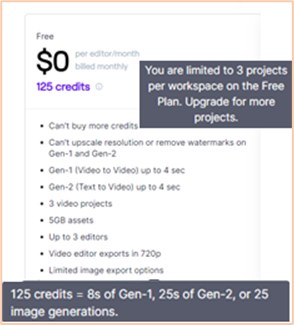 Free
$0
per editor/month
billed monthly
125 credits
You are limited to 3 projects
per workspace on the Free
Plan. Upgrade for more
projects.
• Can't buy more credits
• Can't upscale resolution or remove watermarks on
Gen-1 and Gen-2
• Gen-1 (Video to Video) up to 4 sec
• Gen-2 (Text to Video) up to 4 sec
• 3 video projects
• 5GB assets
• Up to 3 editors
• Video editor exports in 720p
• Limited image export options
125 credits = 8s of Gen-1, 25s of Gen-2, or 25
image generations.